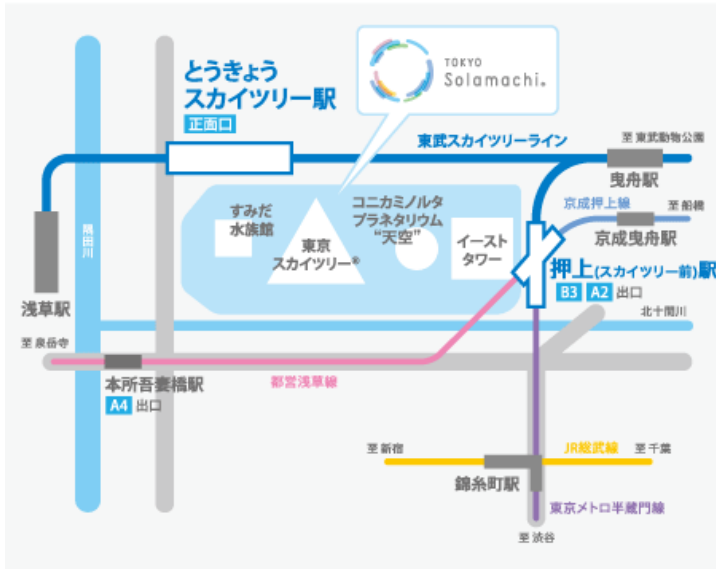 とうきょう
スカイツリー駅
正面口
TOKYO
Solamachi®
東武スカイツリーライン
至 東武動物公園
曳舟駅
京成押上線
至 船橋
京成曳舟駅
すみだ
水族館
東京
スカイツリー®
コニカミノルタ
プラネタリウム
“天空”
イースト
タワー
隅田川
浅草駅
押上(スカイツリー前)駅
B3 A2 出口
北十間川
至 泉岳寺
本所吾妻橋駅
A4 出口
都営浅草線
至 新宿
JR総武線
至 千葉
錦糸町駅
東京メトロ半蔵門線
至 渋谷